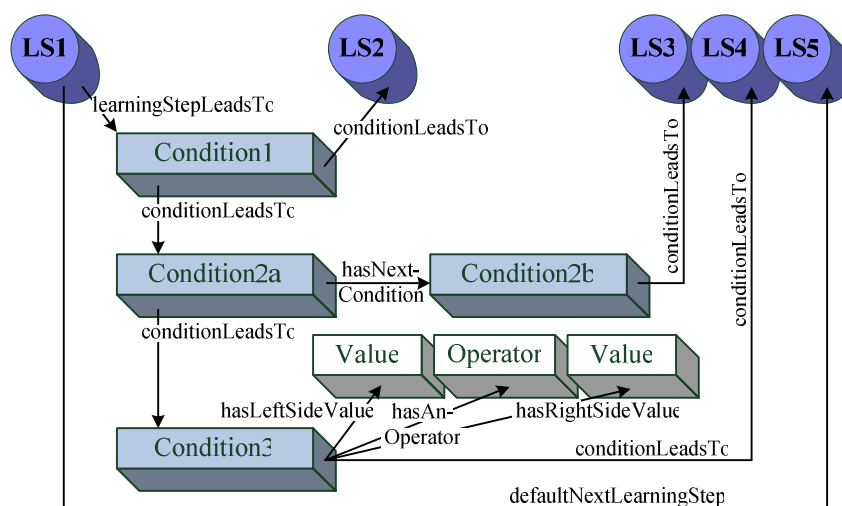 LS1
LS2
LS3
LS4
LS5
learningStepLeadsTo
conditionLeadsTo
Condition1
conditionLeadsTo
conditionLeadsTo
conditionLeadsTo
Condition2a
hasNext-
Condition
Condition2b
conditionLeadsTo
Value
Operator
Value
hasLeftSideValue
hasAn-
Operator
hasRightSideValue
Condition3
conditionLeadsTo
defaultNextLearningStep